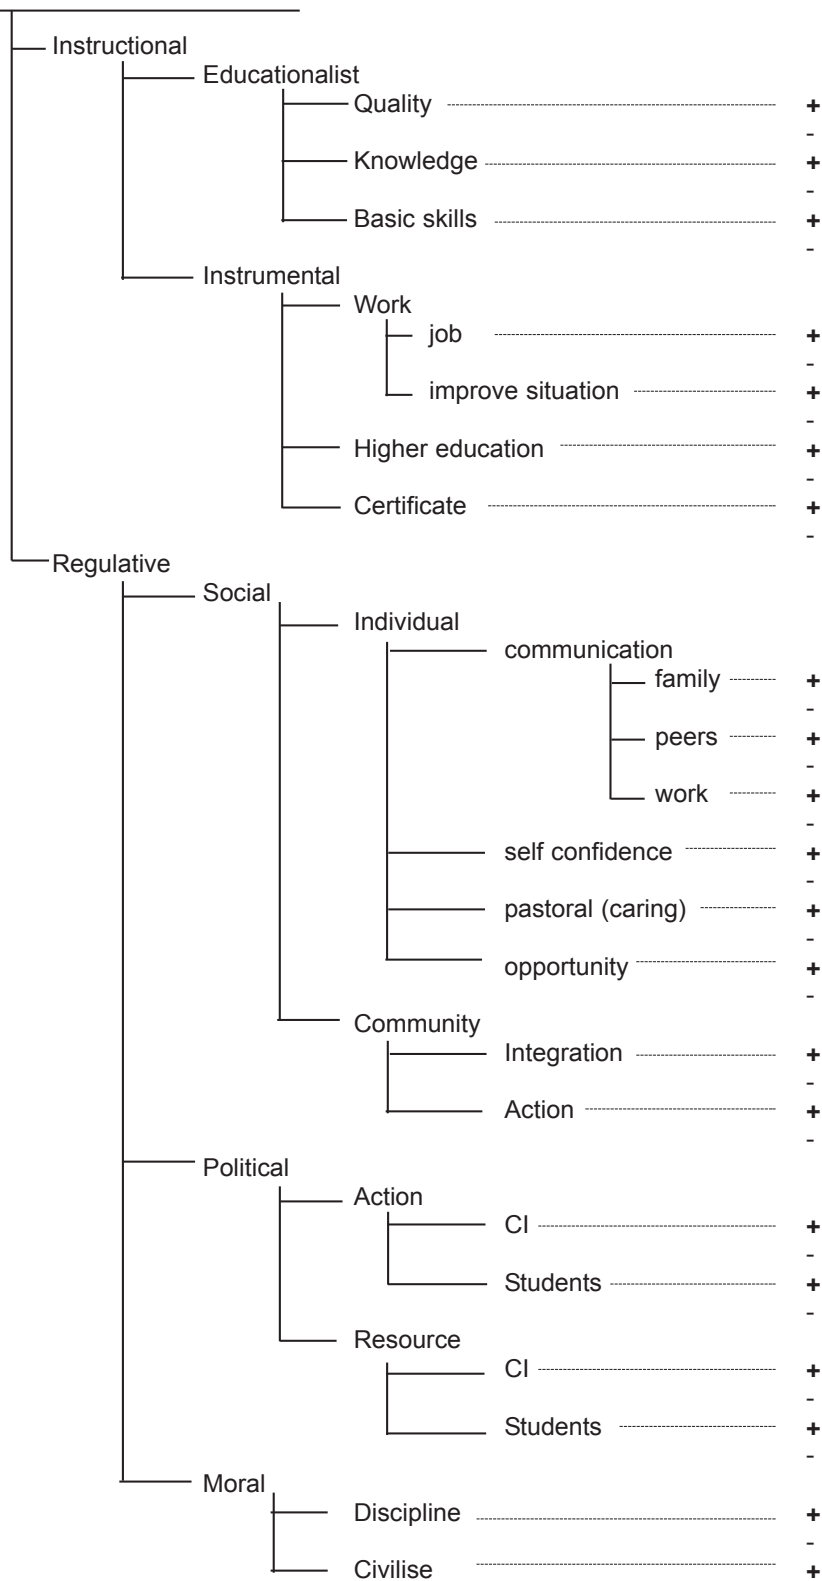 Instructional
Educationalist
Quality +
-
Knowledge +
-
Basic skills +
-
Instrumental
Work
job +
-
improve situation +
-
Higher education +
-
Certificate +
-
Regulative
Social
Individual
communication
family +
-
peers +
-
work +
-
self confidence +
-
pastoral (caring) +
-
opportunity +
-
Community
Integration +
-
Action +
-
Political
Action
CI +
-
Students +
-
Resource
CI +
-
Students +
-
Moral
Discipline +
-
Civilise +